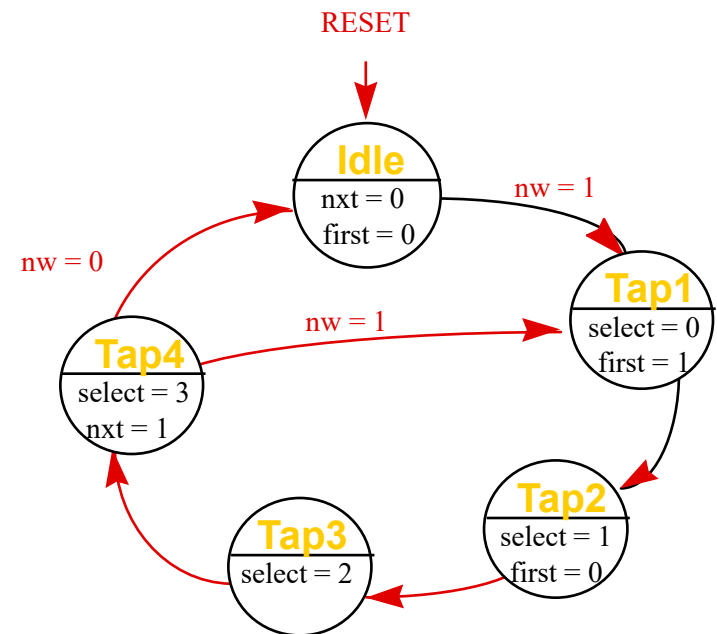 RESET
Idle
nxt = 0
first = 0
nw = 1
Tap1
select = 0
first = 1
nw = 0
nw = 1
Tap4
select = 3
nxt = 1
Tap2
select = 1
first = 0
Tap3
select = 2